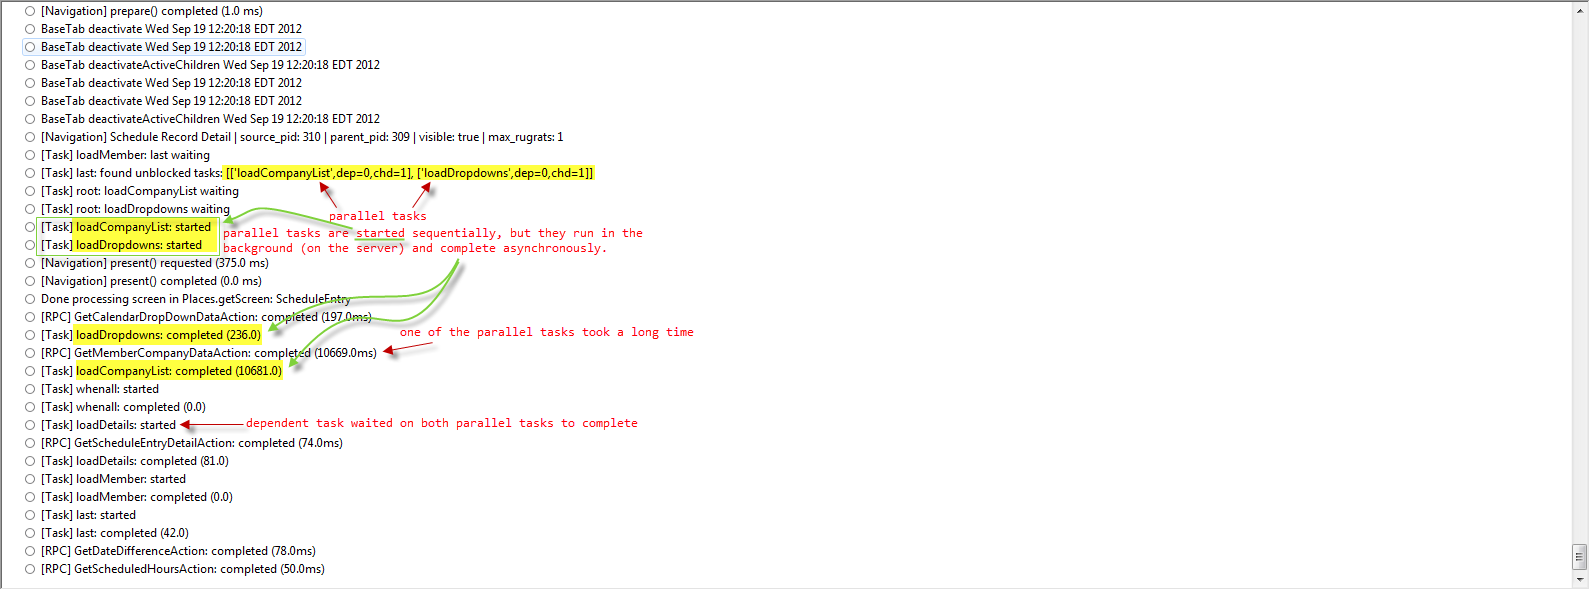 [Navigation] prepare() completed (1.0 ms)
BaseTab deactivate Wed Sep 19 12:20:18 EDT 2012
BaseTab deactivate Wed Sep 19 12:20:18 EDT 2012
BaseTab deactivateActiveChildren Wed Sep 19 12:20:18 EDT 2012
BaseTab deactivate Wed Sep 19 12:20:18 EDT 2012
BaseTab deactivate Wed Sep 19 12:20:18 EDT 2012
BaseTab deactivateActiveChildren Wed Sep 19 12:20:18 EDT 2012
[Navigation] Schedule Record Detail | source_pid: 310 | parent_pid: 309 | visible: true | max_rugrats: 1
[Task] loadMember: last waiting
[Task] last: found unblocked tasks: [['loadCompanyList',dep=0,chd=1], ['loadDropdowns',dep=0,chd=1]]
[Task] root: loadCompanyList waiting
[Task] root: loadDropdowns waiting
parallel tasks
[Task] loadCompanyList: started
parallel tasks are started sequentially, but they run in the
[Task] loadDropdowns: started
background (on the server) and complete asynchronously.
[Navigation] present() requested (375.0 ms)
[Navigation] present() completed (0.0 ms)
Done processing screen in Places.getScreen: ScheduleEntry
[RPC] GetCalendarDropDownDataAction: completed (197.0ms)
[Task] loadDropdowns: completed (236.0)
one of the parallel tasks took a long time
[RPC] GetMemberCompanyDataAction: completed (10669.0ms)
[Task] loadCompanyList: completed (10681.0)
[Task] whenall: started
[Task] whenall: completed (0.0)
[Task] loadDetails: started
dependent task waited on both parallel tasks to complete
[RPC] GetScheduleEntryDetailAction: completed (74.0ms)
[Task] loadDetails: completed (81.0)
[Task] loadMember: started
[Task] loadMember: completed (0.0)
[Task] last: started
[Task] last: completed (42.0)
[RPC] GetDateDifferenceAction: completed (78.0ms)
[RPC] GetScheduledHoursAction: completed (50.0ms)